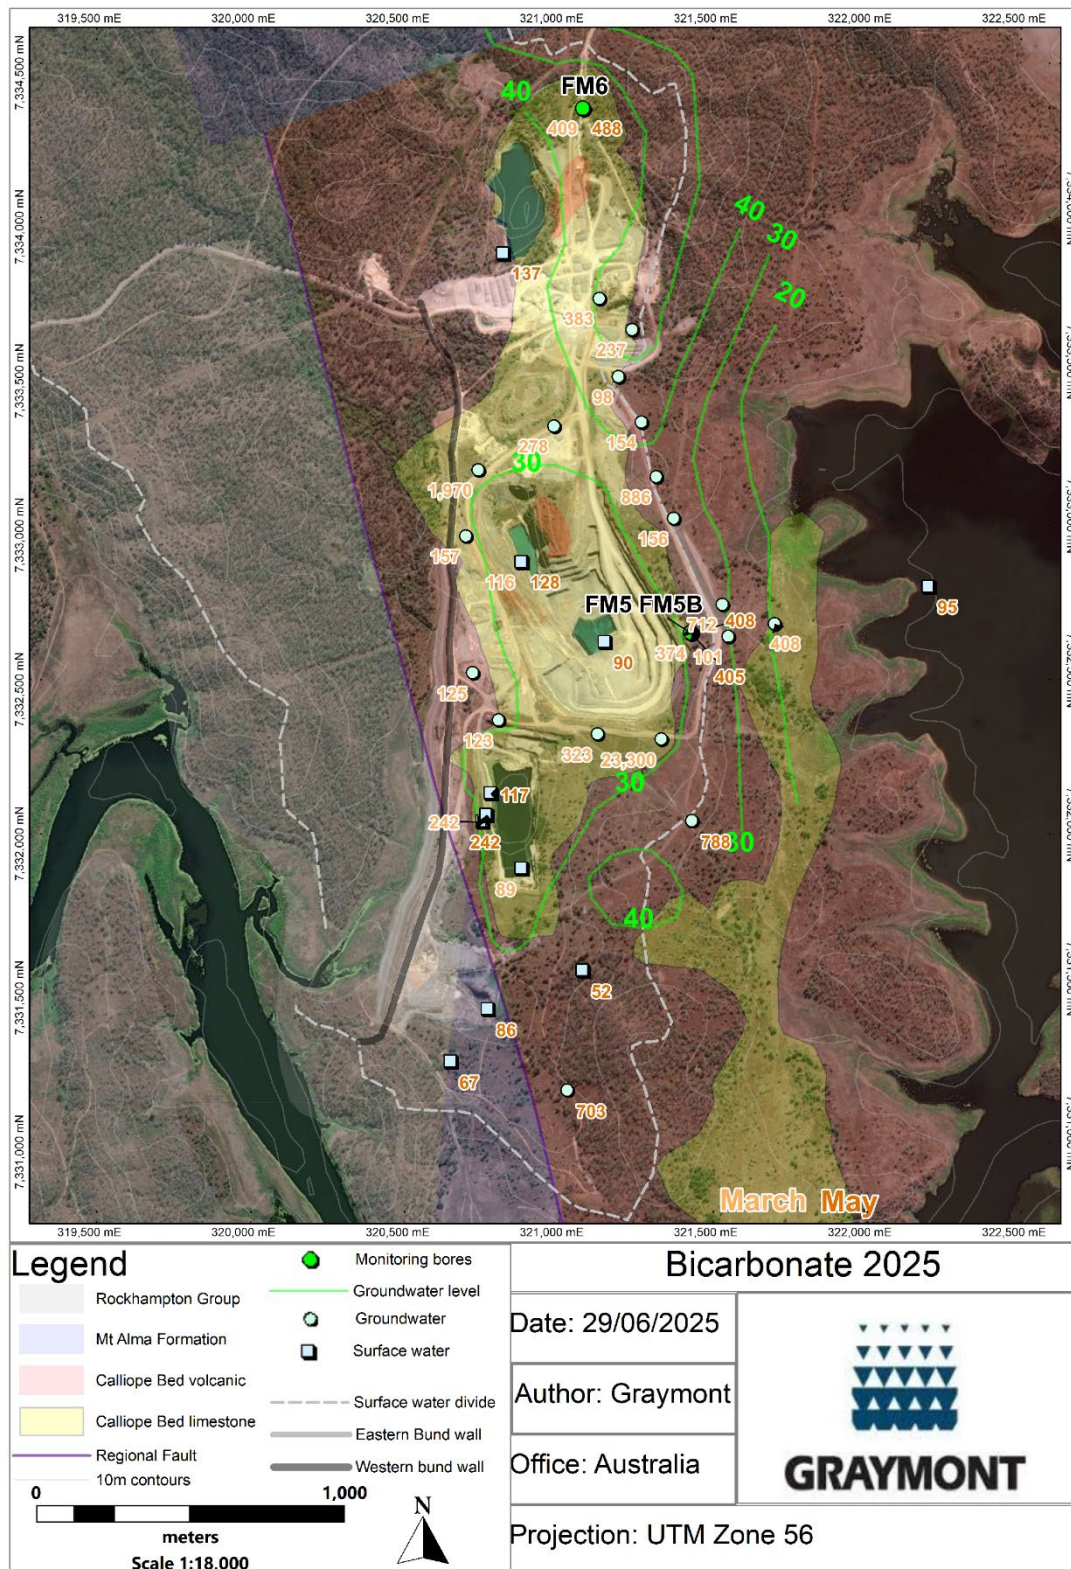 319,500 mE 320,000 mE 320,500 mE 321,000 mE 321,500 mE 322,000 mE 322,500 mE
7,334,500 mN
7,334,000 mN
7,333,500 mN
7,333,000 mN
7,332,500 mN
7,332,000 mN
7,331,500 mN
7,331,000 mN
FM6
40
409 488
137
40
30
20
383
237
98
154
278
30
1,970
886
157
156
116 128
FM5 FM5B
95
712 408
408
374 101
90
405
125
123
323 23,300
30
117
242
242
788
30
89
40
52
86
67
703
March May
319,500 mE 320,000 mE 320,500 mE 321,000 mE 321,500 mE 322,000 mE 322,500 mE
Legend
Rockhampton Group
Mt Alma Formation
Calliope Bed volcanic
Calliope Bed limestone
Regional Fault
10m contours
Monitoring bores
Groundwater level
Groundwater
Surface water
Surface water divide
Eastern Bund wall
Western bund wall
0 1,000
meters
Scale 1:18,000
N
Bicarbonate 2025
Date: 29/06/2025
Author: Graymont
Office: Australia
GRAYMONT
Projection: UTM Zone 56